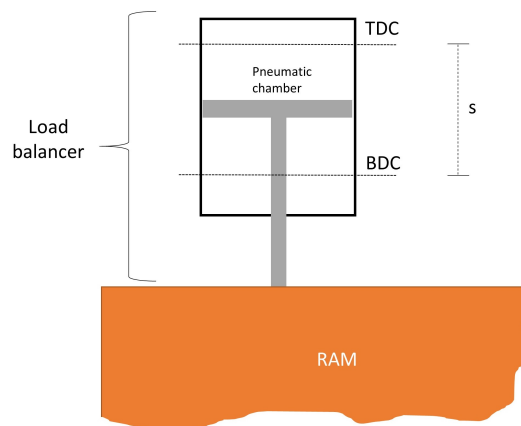 TDC
Pneumatic
chamber
s
Load
balancer
BDC
RAM